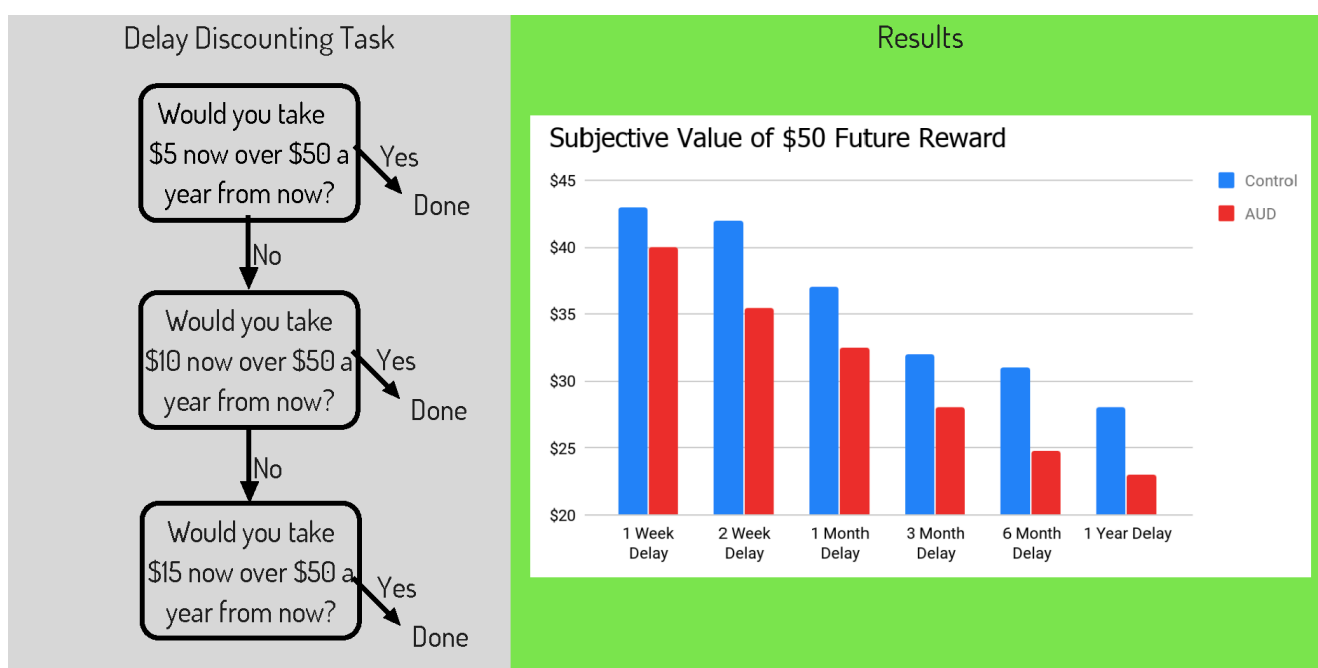 Delay Discounting Task
Would you take
$5 now over $50 a
year from now?
Yes
Done
No
Would you take
$10 now over $50 a
year from now?
Yes
Done
No
Would you take
$15 now over $50 a
year from now?
Yes
Done
Results
Subjective Value of $50 Future Reward
$45
$40
$35
$30
$25
$20
1 Week
Delay
2 Week
Delay
1 Month
Delay
3 Month
Delay
6 Month
Delay
1 Year Delay
Control
AUD